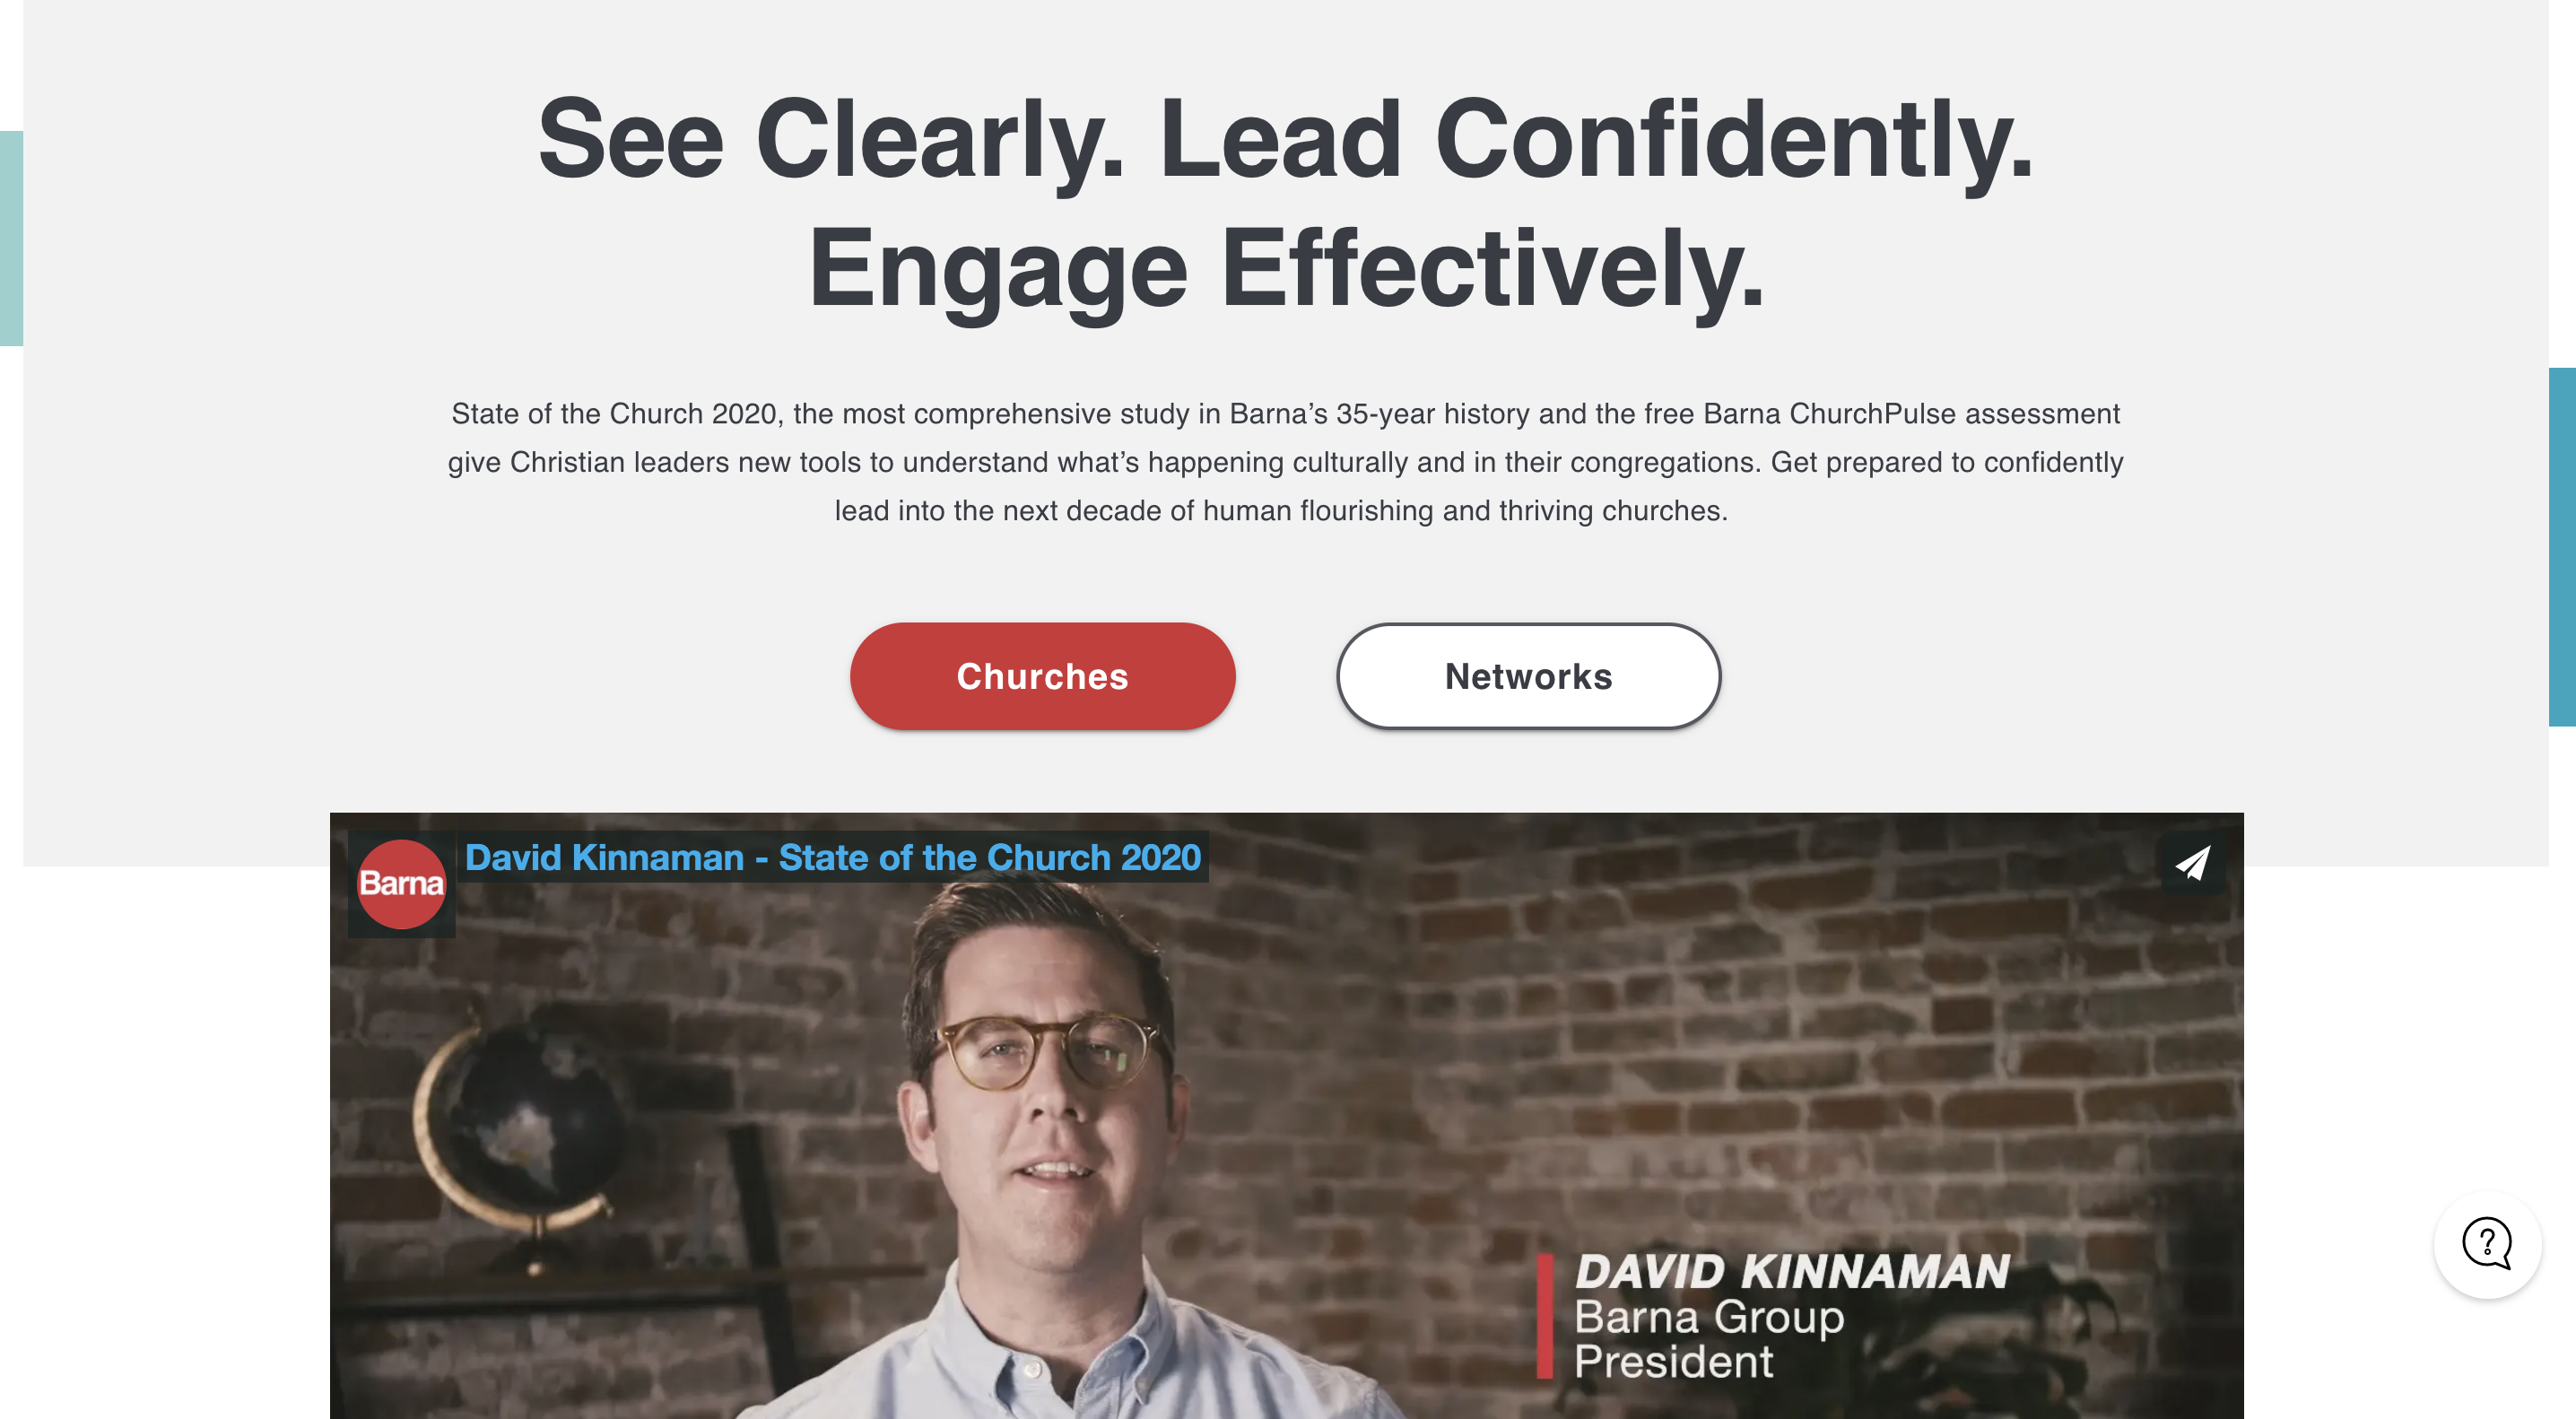 See Clearly. Lead Confidently.
Engage Effectively.
State of the Church 2020, the most comprehensive study in Barna’s 35-year history and the free Barna ChurchPulse assessment
give Christian leaders new tools to understand what’s happening culturally and in their congregations. Get prepared to confidently
lead into the next decade of human flourishing and thriving churches.
Churches
Networks
David Kinnaman - State of the Church 2020
Barna
DAVID KINNAMAN
Barna Group
President
?